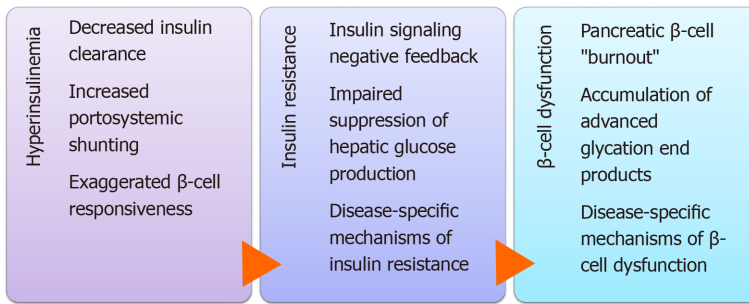 Hyperinsulinemia
Decreased insulin
clearance
Increased
portosystemic
shunting
Exaggerated β-cell
responsiveness
Insulin resistance
Insulin signaling
negative feedback
Impaired
suppression of
hepatic glucose
production
Disease-specific
mechanisms of
insulin resistance
β-cell dysfunction
Pancreatic β-cell
"burnout"
Accumulation of
advanced
glycation end
products
Disease-specific
mechanisms of β-
cell dysfunction